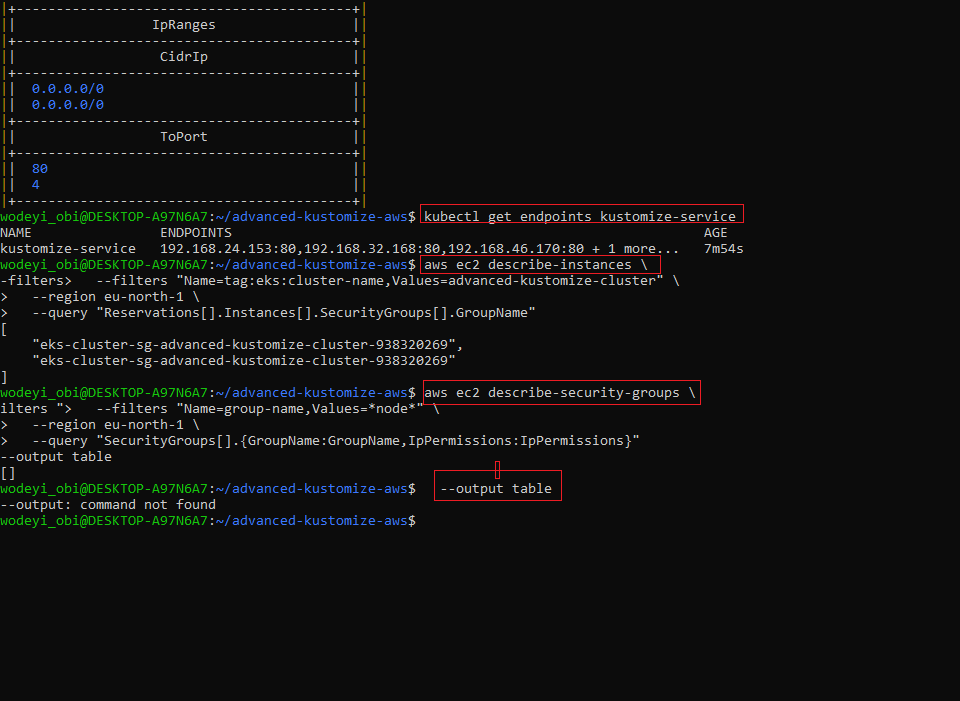 |+------------------------------------------+|
||                 IpRanges                 ||
|+------------------------------------------+|
||                  CidrIp                  ||
|+------------------------------------------+|
||  0.0.0.0/0                               ||
||  0.0.0.0/0                               ||
|+------------------------------------------+|
||                  ToPort                  ||
|+------------------------------------------+|
||  80                                      ||
||  4                                       ||
|+------------------------------------------+|
wodeyi_obi@DESKTOP-A97N6A7:~/advanced-kustomize-aws$ kubectl get endpoints kustomize-service
NAME                ENDPOINTS                                                           AGE
kustomize-service   192.168.24.153:80,192.168.32.168:80,192.168.46.170:80 + 1 more...   7m54s
wodeyi_obi@DESKTOP-A97N6A7:~/advanced-kustomize-aws$ aws ec2 describe-instances \
-filters>   --filters "Name=tag:eks:cluster-name,Values=advanced-kustomize-cluster" \
>   --region eu-north-1 \
>   --query "Reservations[].Instances[].SecurityGroups[].GroupName"
[
    "eks-cluster-sg-advanced-kustomize-cluster-938320269",
    "eks-cluster-sg-advanced-kustomize-cluster-938320269"
]
wodeyi_obi@DESKTOP-A97N6A7:~/advanced-kustomize-aws$ aws ec2 describe-security-groups \
ilters ">   --filters "Name=group-name,Values=*node*" \
>   --region eu-north-1 \
>   --query "SecurityGroups[].{GroupName:GroupName,IpPermissions:IpPermissions}"
--output table
[]
wodeyi_obi@DESKTOP-A97N6A7:~/advanced-kustomize-aws$   --output table
--output: command not found
wodeyi_obi@DESKTOP-A97N6A7:~/advanced-kustomize-aws$